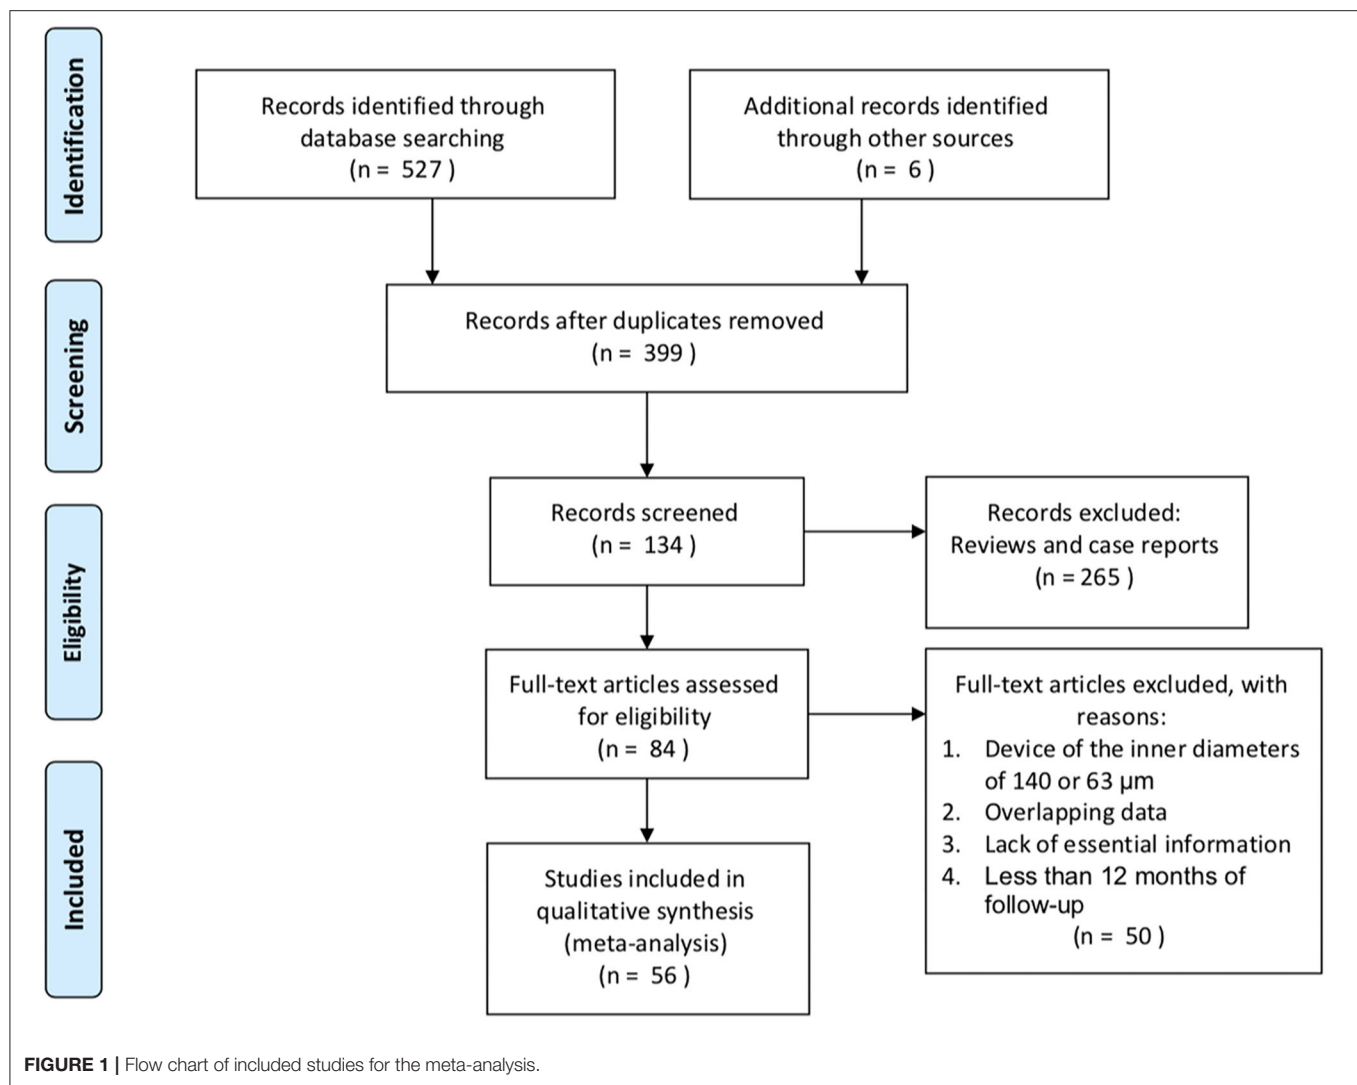 Identification
Records identified through
database searching
(n = 527 )
Additional records identified
through other sources
(n = 6 )
Screening
Records after duplicates removed
(n = 399 )
Eligibility
Records screened
(n = 134 )
Records excluded:
Reviews and case reports
(n = 265 )
Full-text articles assessed
for eligibility
(n = 84 )
Full-text articles excluded, with
reasons:
1. Device of the inner diameters
of 140 or 63 µm
2. Overlapping data
3. Lack of essential information
4. Less than 12 months of
follow-up
(n = 50 )
Included
Studies included in
qualitative synthesis
(meta-analysis)
(n = 56 )
FIGURE 1 | Flow chart of included studies for the meta-analysis.